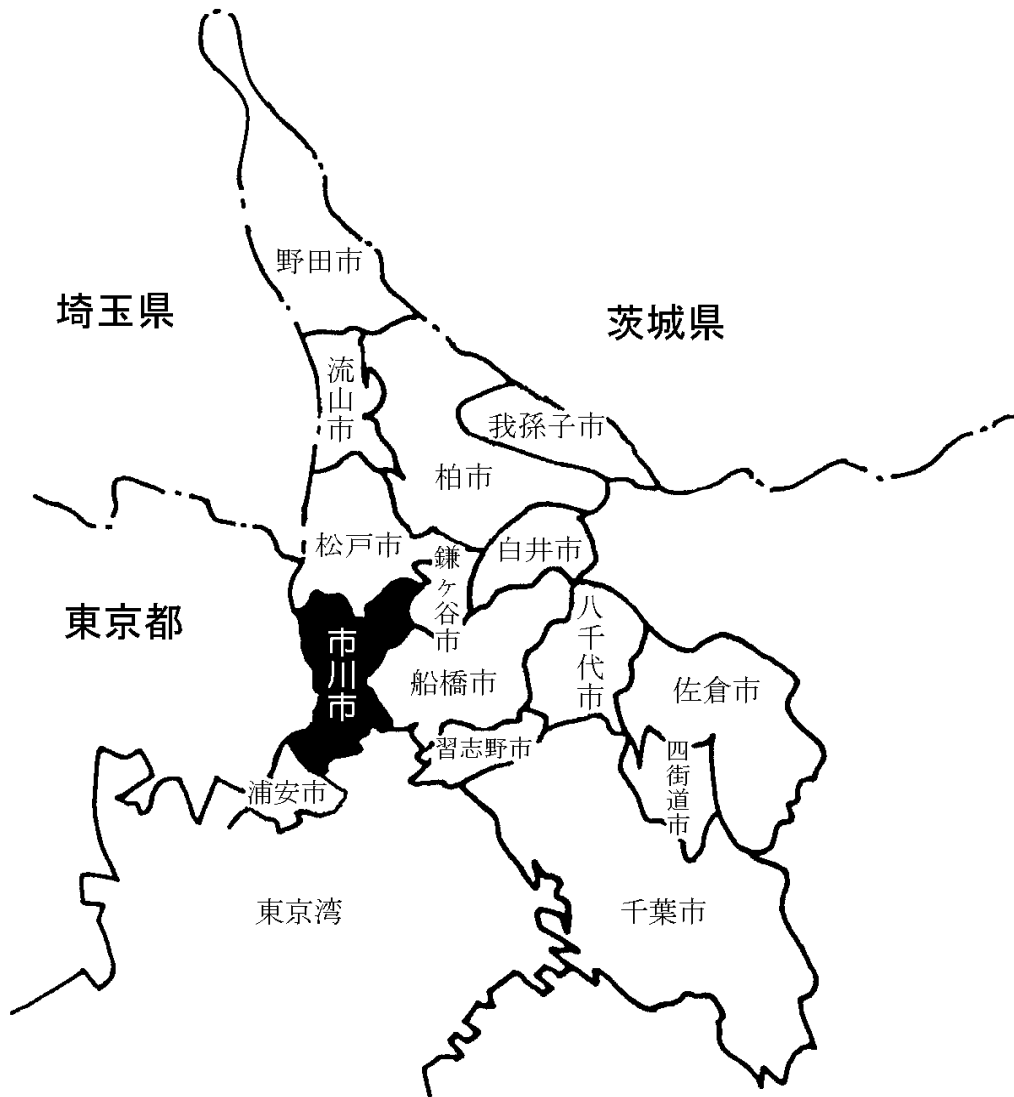 野田市
埼玉県
茨城県
流山市
我孫子市
柏市
松戸市
鎌ヶ谷市
白井市
東京都
市川市
八千代市
船橋市
佐倉市
習志野市
四街道市
浦安市
東京湾
千葉市